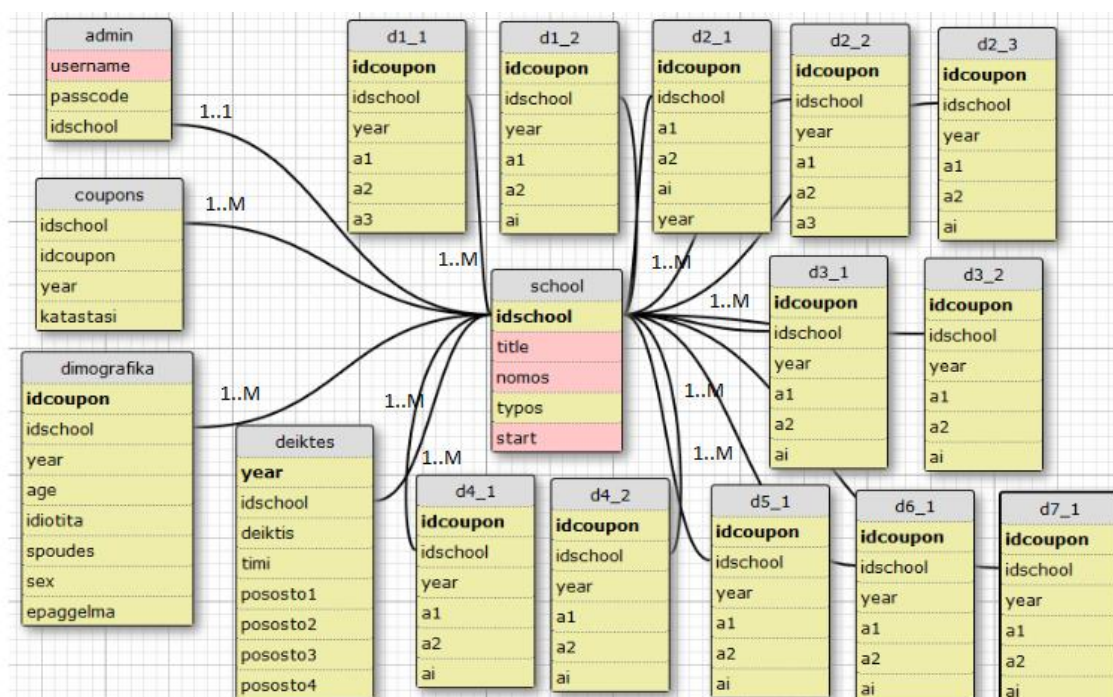 admin
username
passcode
idschool
d1_1
idcoupon
idschool
year
a1
a2
a3
d1_2
idcoupon
idschool
year
a1
a2
ai
d2_1
idcoupon
idschool
a1
a2
ai
year
d2_2
idcoupon
idschool
year
a1
a2
a3
d2_3
idcoupon
idschool
year
a1
a2
ai
1..1
coupons
idschool
idcoupon
year
katastasi
1..M
1..M
school
idschool
title
nomos
typos
start
1..M
1..M
d3_1
idcoupon
idschool
year
a1
a2
ai
d3_2
idcoupon
idschool
year
a1
a2
ai
dimografika
idcoupon
idschool
year
age
idiotita
spoudes
sex
epaggelma
1..M
1..M
1..M
1..M
1..M
deiktes
year
idschool
deiktis
timi
pososto1
pososto2
pososto3
pososto4
d4_1
idcoupon
idschool
year
a1
a2
ai
d4_2
idcoupon
idschool
year
a1
a2
ai
d5_1
idcoupon
idschool
year
a1
a2
ai
d6_1
idcoupon
idschool
year
a1
a2
ai
d7_1
idcoupon
idschool
year
a1
a2
ai